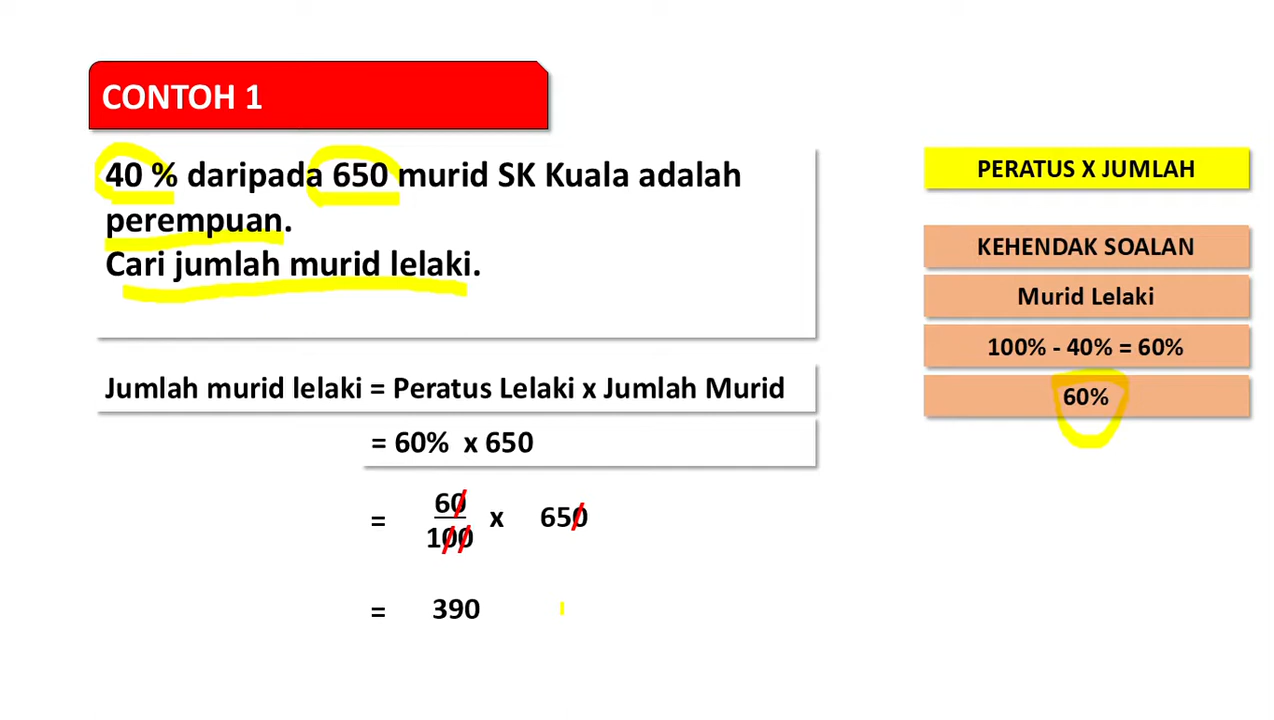 CONTOH 1
40 % daripada 650 murid SK Kuala adalah
perempuan.
Cari jumlah murid lelaki.
PERATUS X JUMLAH
KEHENDAK SOALAN
Murid Lelaki
100% - 40% = 60%
60%
Jumlah murid lelaki = Peratus Lelaki x Jumlah Murid
= 60% x 650
= 60/100 x 650
= 390